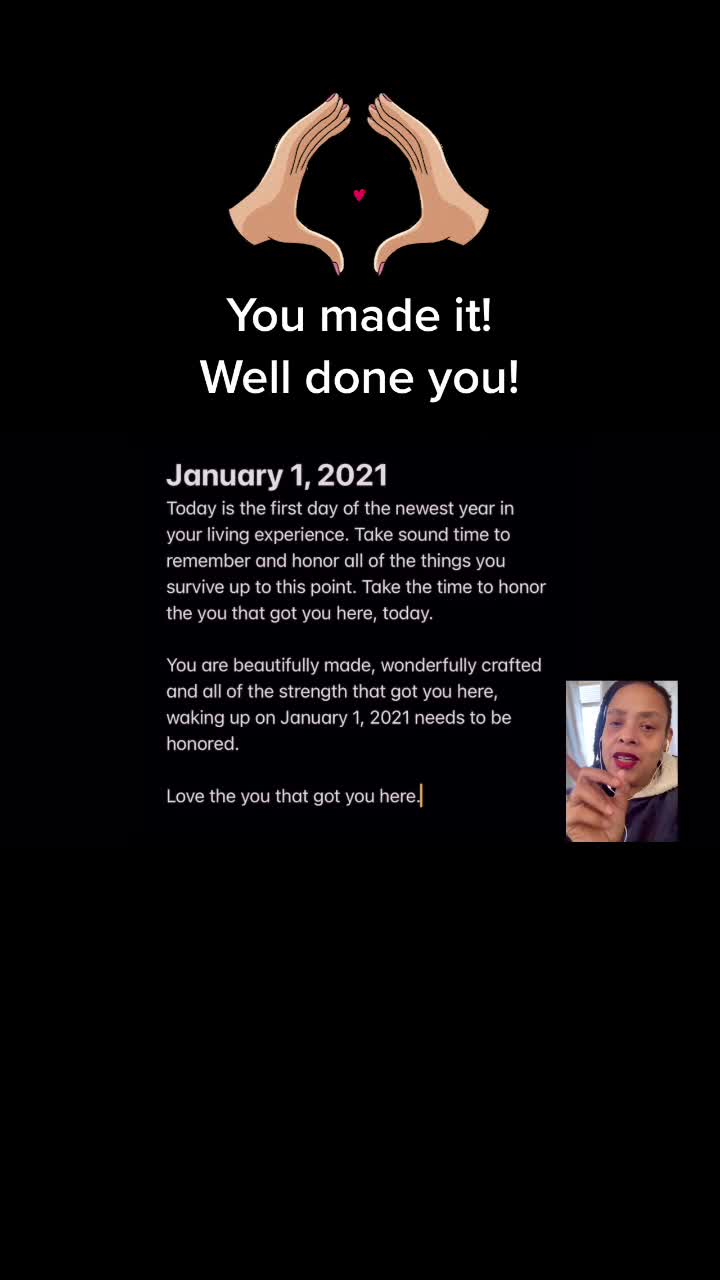 You made it!
Well done you!
January 1, 2021
Today is the first day of the newest year in
your living experience. Take sound time to
remember and honor all of the things you
survive up to this point. Take the time to honor
the you that got you here, today.
You are beautifully made, wonderfully crafted
and all of the strength that got you here,
waking up on January 1, 2021 needs to be
honored.
Love the you that got you here.